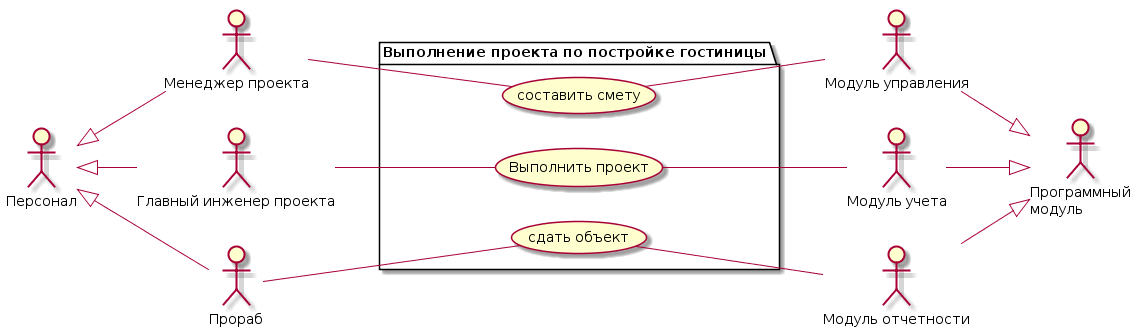 Выполнение проекта по постройке гостиницы
Менеджер проекта
составить смету
Модуль управления
Персонал
Главный инженер проекта
Выполнить проект
Модуль учета
Программный
модуль
Прораб
сдать объект
Модуль отчетности